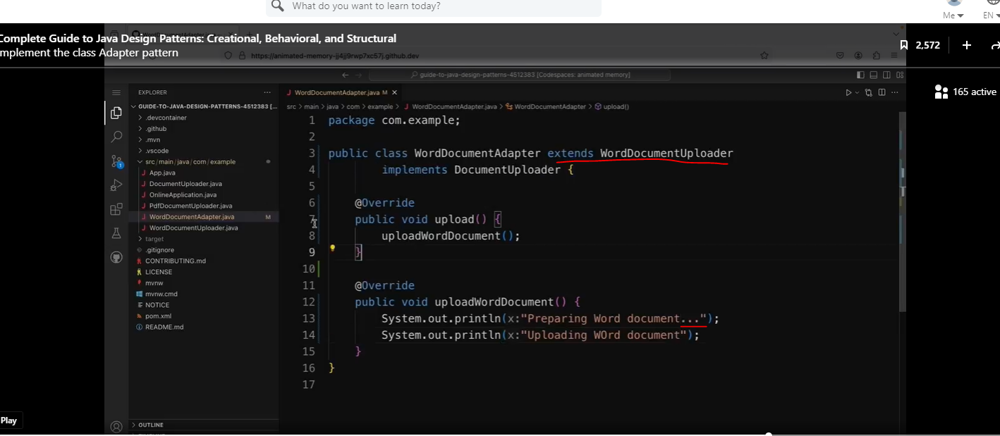 What do you want to learn today?
Me
EN
Complete Guide to Java Design Patterns: Creational, Behavioral, and Structural
mplement the class Adapter pattern
2,572
165 active
https://animated-memory-jj4jj9rwp7xc57j.github.dev
guide-to-java-design-patterns-4512383 [Codespaces: animated memory]
EXPLORER
GUIDE-TO-JAVA-DESIGN-PATTERNS-4512383 [...
.devcontainer
.github
.mvn
.vscode
src/main/java/com/example
J App.java
J DocumentUploader.java
J OnlineApplication.java
J PdfDocumentUploader.java
J WordDocumentAdapter.java M
J WordDocumentUploader.java
target
.gitignore
CONTRIBUTING.md
LICENSE
mvnw
mvnw.cmd
NOTICE
pom.xml
README.md
OUTLINE
1
J WordDocumentAdapter.java M
src > main > java > com > example > J WordDocumentAdapter.java > WordDocumentAdapter > upload()
1 package com.example;
2
3 public class WordDocumentAdapter extends WordDocumentUploader
4 implements DocumentUploader {
5
6 @Override
7 public void upload() {
8 uploadWordDocument();
9 }
10
11 @Override
12 public void uploadWordDocument() {
13 System.out.println(x:"Preparing Word document...");
14 System.out.println(x:"Uploading WOrd document");
15 }
16 }
17
Play